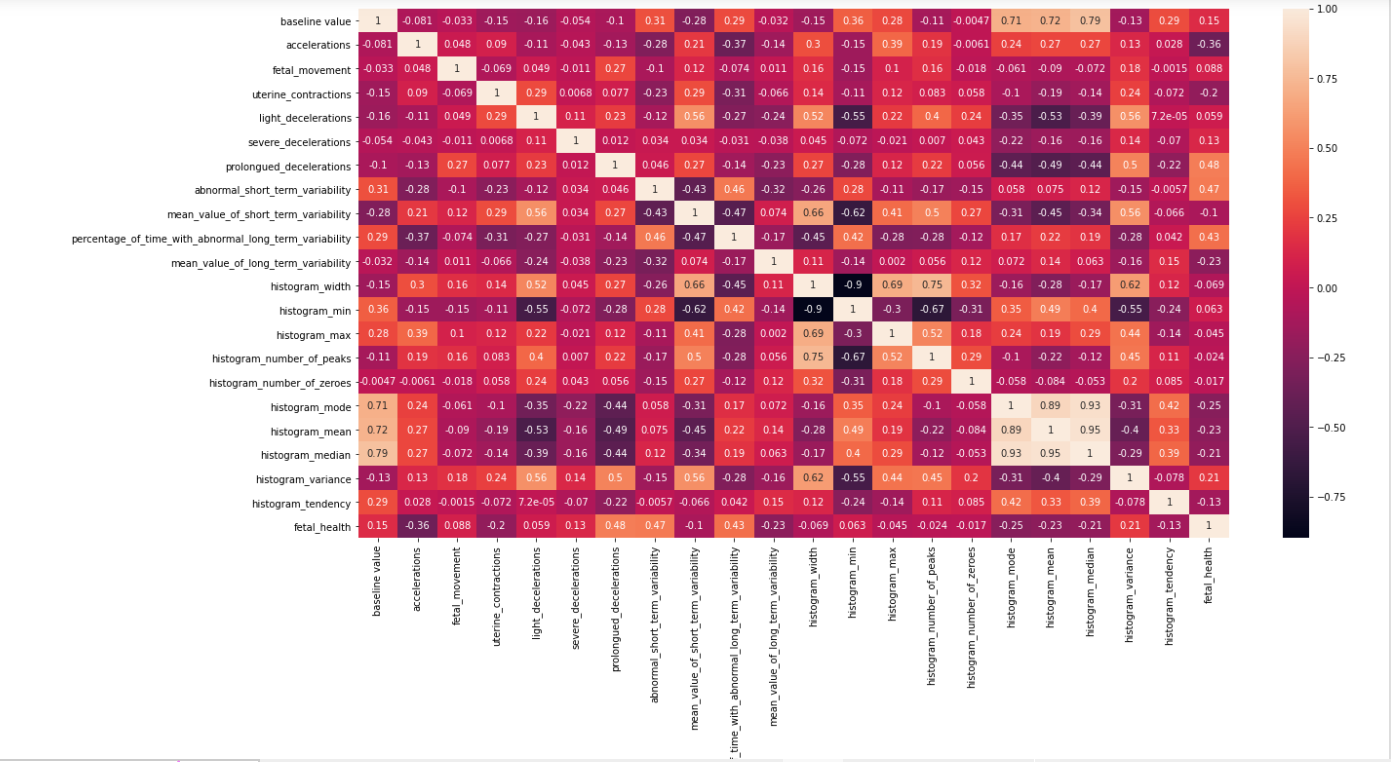 baseline value 1 -0.081 -0.033 -0.15 -0.16 -0.054 -0.1 0.31 -0.28 0.29 -0.032 -0.15 0.36 0.28 -0.11 -0.0047 0.71 0.72 0.79 -0.13 0.29 0.15
accelerations -0.081 1 0.048 0.09 -0.11 -0.043 -0.13 -0.28 0.21 -0.37 -0.14 0.3 -0.15 0.39 0.19 -0.0061 0.24 0.27 0.27 0.13 0.028 -0.36
fetal_movement -0.033 0.048 1 -0.069 0.049 -0.011 0.27 -0.1 0.12 -0.074 0.011 0.16 -0.15 0.1 0.16 -0.018 -0.061 -0.09 -0.072 0.18 -0.0015 0.088
uterine_contractions -0.15 0.09 -0.069 1 0.29 0.0068 0.077 -0.23 0.29 -0.31 -0.066 0.14 -0.11 0.12 0.083 0.058 -0.1 -0.19 -0.14 0.24 -0.072 -0.2
light_decelerations -0.16 -0.11 0.049 0.29 1 0.11 0.23 -0.12 0.56 -0.27 -0.24 0.52 -0.55 0.22 0.4 0.24 -0.35 -0.53 -0.39 0.56 7.2e-05 0.059
severe_decelerations -0.054 -0.043 -0.011 0.0068 0.11 1 0.012 0.034 0.034 -0.031 -0.038 0.045 -0.072 -0.021 0.007 0.043 -0.22 -0.16 -0.16 0.14 -0.07 0.13
prolongued_decelerations -0.1 -0.13 0.27 0.077 0.23 0.012 1 0.046 0.27 -0.14 -0.23 0.27 -0.28 0.12 0.22 0.056 -0.44 -0.49 -0.44 0.5 -0.22 0.48
abnormal_short_term_variability 0.31 -0.28 -0.1 -0.23 -0.12 0.034 0.046 1 -0.43 0.46 -0.32 -0.26 0.28 -0.11 -0.17 -0.15 0.058 0.075 0.12 -0.15 -0.0057 0.47
mean_value_of_short_term_variability -0.28 0.21 0.12 0.29 0.56 0.034 0.27 -0.43 1 -0.47 0.074 0.66 -0.62 0.41 0.5 0.27 -0.31 -0.45 -0.34 0.56 -0.066 -0.1
percentage_of_time_with_abnormal_long_term_variability 0.29 -0.37 -0.074 -0.31 -0.27 -0.031 -0.14 0.46 -0.47 1 -0.17 -0.45 0.42 -0.28 -0.28 -0.12 0.17 0.22 0.19 -0.28 0.042 0.43
mean_value_of_long_term_variability -0.032 -0.14 0.011 -0.066 -0.24 -0.038 -0.23 -0.32 0.074 -0.17 1 0.11 -0.14 0.002 0.056 0.12 0.072 0.14 0.063 -0.16 0.15 -0.23
histogram_width -0.15 0.3 0.16 0.14 0.52 0.045 0.27 -0.26 0.66 -0.45 0.11 1 -0.9 0.69 0.75 0.32 -0.16 -0.28 -0.17 0.62 0.12 -0.069
histogram_min 0.36 -0.15 -0.15 -0.11 -0.55 -0.072 -0.28 0.28 -0.62 0.42 -0.14 -0.9 1 -0.3 -0.67 -0.31 0.35 0.49 0.4 -0.55 -0.24 0.063
histogram_max 0.28 0.39 0.1 0.12 0.22 -0.021 0.12 -0.11 0.41 -0.28 0.002 0.69 -0.3 1 0.52 0.18 0.24 0.19 0.29 0.44 -0.14 -0.045
histogram_number_of_peaks -0.11 0.19 0.16 0.083 0.4 0.007 0.22 -0.17 0.5 -0.28 0.056 0.75 -0.67 0.52 1 0.29 -0.1 -0.22 -0.12 0.45 0.11 -0.024
histogram_number_of_zeroes -0.0047 -0.0061 -0.018 0.058 0.24 0.043 0.056 -0.15 0.27 -0.12 0.12 0.32 -0.31 0.18 0.29 1 -0.058 -0.084 -0.053 0.2 0.085 -0.017
histogram_mode 0.71 0.24 -0.061 -0.1 -0.35 -0.22 -0.44 0.058 -0.31 0.17 0.072 -0.16 0.35 0.24 -0.1 -0.058 1 0.89 0.93 -0.31 0.42 -0.25
histogram_mean 0.72 0.27 -0.09 -0.19 -0.53 -0.16 -0.49 0.075 -0.45 0.22 0.14 -0.28 0.49 0.19 -0.22 -0.084 0.89 1 0.95 -0.4 0.33 -0.23
histogram_median 0.79 0.27 -0.072 -0.14 -0.39 -0.16 -0.44 0.12 -0.34 0.19 0.063 -0.17 0.4 0.29 -0.12 -0.053 0.93 0.95 1 -0.29 0.39 -0.21
histogram_variance -0.13 0.13 0.18 0.24 0.56 0.14 0.5 -0.15 0.56 -0.28 -0.16 0.62 -0.55 0.44 0.45 0.2 -0.31 -0.4 -0.29 1 -0.078 0.21
histogram_tendency 0.29 0.028 -0.0015 -0.072 7.2e-05 -0.07 -0.22 -0.0057 -0.066 0.042 0.15 0.12 -0.24 -0.14 0.11 0.085 0.42 0.33 0.39 -0.078 1 -0.13
fetal_health 0.15 -0.36 0.088 -0.2 0.059 0.13 0.48 0.47 -0.1 0.43 -0.23 -0.069 0.063 -0.045 -0.024 -0.017 -0.25 -0.23 -0.21 0.21 -0.13 1
baseline value
accelerations
fetal_movement
uterine_contractions
light_decelerations
severe_decelerations
prolongued_decelerations
abnormal_short_term_variability
mean_value_of_short_term_variability
_time_with_abnormal_long_term_variability
mean_value_of_long_term_variability
histogram_width
histogram_min
histogram_max
histogram_number_of_peaks
histogram_number_of_zeroes
histogram_mode
histogram_mean
histogram_median
histogram_variance
histogram_tendency
fetal_health
1.00
0.75
0.50
0.25
0.00
-0.25
-0.50
-0.75